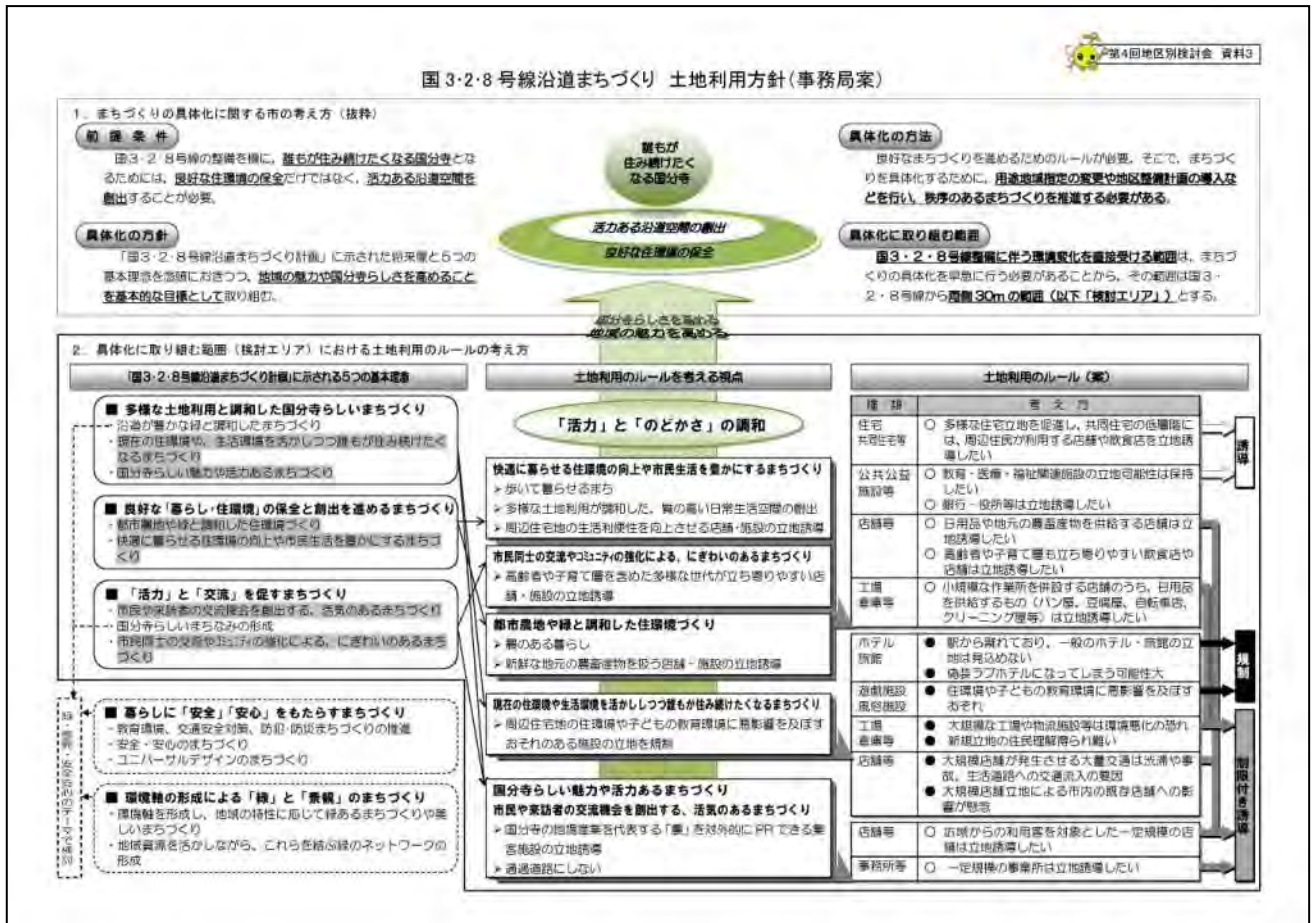 第4回地区別検討会 資料3
国3・2・8号線沿道まちづくり 土地利用方針(事務局案)
1. まちづくりの具体化に関する市の考え方(抜粋)
前提条件
国3・2・8号線の整備を機に、誰もが住み続けたくなる国分寺とな
るためには、良好な住環境の保全だけではなく、活力ある沿道空間を
創出することが必要。
具体化の方針
「国3・2・8号線沿道まちづくり計画」に示された将来像と5つの
基本理念を念頭におきつつ、地域の魅力や国分寺らしさを高めること
を基本的な目標として取り組む。
誰もが
住み続けたく
なる国分寺
活力ある沿道空間の創出
良好な住環境の保全
国分寺らしさを高める
地域の魅力を高める
具体化の方法
良好なまちづくりを進めるためのルールが必要。そこで、まちづく
りを具体化するために、用途地域指定の変更や地区整備計画の導入な
どを行い、秩序のあるまちづくりを推進する必要がある。
具体化に取り組む範囲
国3・2・8号線整備に伴う環境変化を直接受ける範囲は、まちづ
くりの具体化を早急に行う必要があることから、その範囲は国3・
2・8号線から両側30mの範囲(以下「検討エリア」)とする。
2. 具体化に取り組む範囲(検討エリア)における土地利用のルールの考え方
「国3・2・8号線沿道まちづくり計画」に示される5つの基本理念
■ 多様な土地利用と調和した国分寺らしいまちづくり
・沿道が豊かな緑と調和したまちづくり
・現在の住環境や、生活環境を活かしつつ誰もが住み続けたく
なるまちづくり
・国分寺らしい魅力や活力あるまちづくり
■ 良好な「暮らし・住環境」の保全と創出を進めるまちづくり
・都市農地や緑と調和した住環境づくり
・快適に暮らせる住環境の向上や市民生活を豊かにするまちづ
くり
■ 「活力」と「交流」を促すまちづくり
・市民や来訪者の交流機会を創出する、活気のあるまちづくり
・国分寺らしいまちなみの形成
・市民同士の交流やコミュニティの強化による、にぎわいのあるまち
づくり
■ 暮らしに「安全」「安心」をもたらすまちづくり
・教育環境、交通安全対策、防犯・防災まちづくりの推進
・安全・安心のまちづくり
・ユニバーサルデザインのまちづくり
■ 環境軸の形成による「緑」と「景観」のまちづくり
・環境軸を形成し、地域の特性に応じて緑あるまちづくりや美
しいまちづくり
・地域資源を活かしながら、これらを結ぶ緑のネットワークの
形成
土地利用のルールを考える視点
「活力」と「のどかさ」の調和
快適に暮らせる住環境の向上や市民生活を豊かにするまちづくり
➢ 歩いて暮らせるまち
➢ 多様な土地利用が調和した、質の高い日常生活空間の創出
➢ 周辺住宅地の生活利便性を向上させる店舗・施設の立地誘導
市民同士の交流やコミュニティの強化による、にぎわいのあるまちづくり
➢ 高齢者や子育て層を含めた多様な世代が立ち寄りやすい店
舗・施設の立地誘導
都市農地や緑と調和した住環境づくり
➢ 農のある暮らし
➢ 新鮮な地元の農畜産物を扱う店舗・施設の立地誘導
現在の住環境や生活環境を活かししつつ誰もが住み続けたくなるまちづくり
➢ 周辺住宅地の住環境や子どもの教育環境に悪影響を及ぼす
おそれのある施設の立地を規制
国分寺らしい魅力や活力あるまちづくり
市民や来訪者の交流機会を創出する、活気のあるまちづくり
➢ 国分寺の地場産業を代表する「農」を対外的にPRできる集
客施設の立地誘導
➢ 通過道路にしない
土地利用のルール(案)
種類 考え方
住宅
共同住宅等
○ 多様な住宅立地を促進し、共同住宅の低層階に
は、周辺住民が利用する店舗や飲食店を立地誘
導したい
公共公益
施設等
○ 教育・医療・福祉関連施設の立地可能性は保持
したい
○ 銀行・役所等は立地誘導したい
店舗等
○ 日用品や地元の農畜産物を供給する店舗は立
地誘導したい
○ 高齢者や子育て層も立ち寄りやすい飲食店や
店舗は立地誘導したい
工場
倉庫等
○ 小規模な作業所を併設する店舗のうち、日用品
を供給するもの(パン屋、豆腐屋、自転車店、
クリーニング屋等)は立地誘導したい
ホテル
旅館
● 駅から離れており、一般のホテル・旅館の立
地は見込めない
● 偽装ラブホテルになってしまう可能性大
遊戯施設
風俗施設
● 住環境や子どもの教育環境に悪影響を及ぼす
おそれ
工場
倉庫等
● 大規模な工場や物流施設等は環境悪化の恐れ
● 新規立地の住民理解得られ難い
店舗等
● 大規模店舗が発生させる大量交通は渋滞や事
故、生活道路への交通流入の要因
● 大規模店舗立地による市内の既存店舗への影
響が懸念
店舗等
○ 広域からの利用客を対象とした一定規模の店
舗は立地誘導したい
事務所等
○ 一定規模の事業所は立地誘導したい
誘導
規制
制限付き誘導